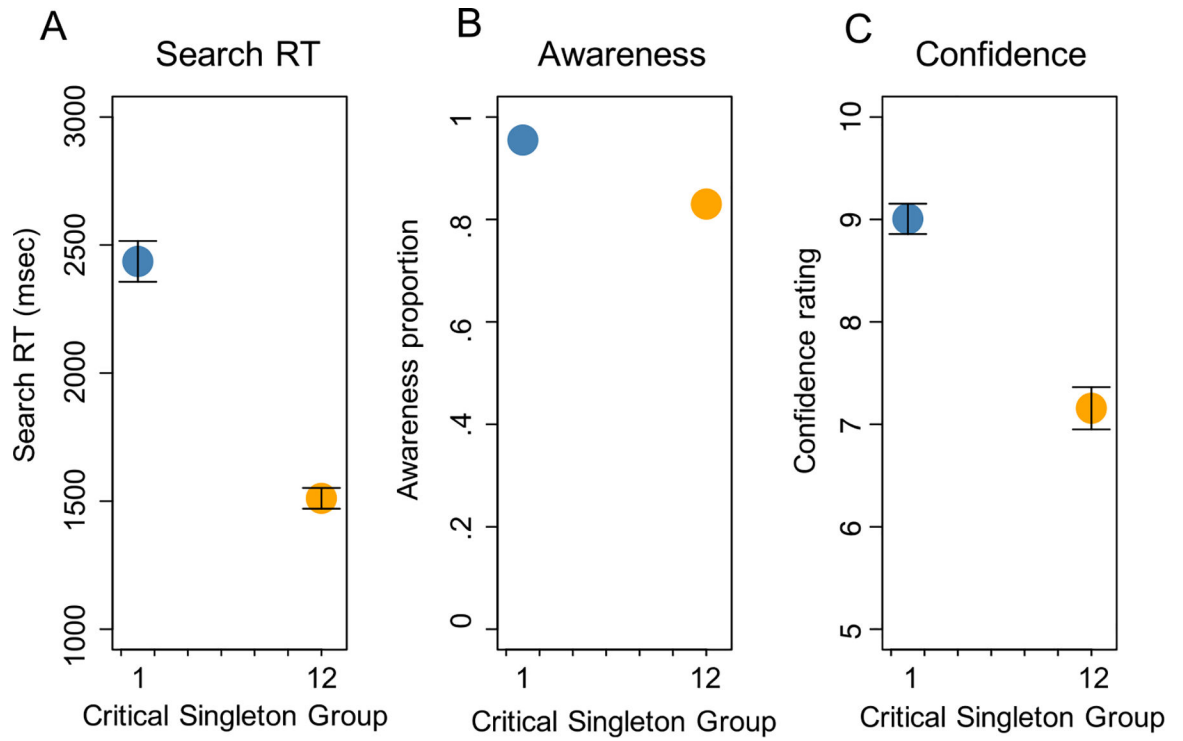 A
Search RT
Search RT (msec)
3000
2500
2000
1500
1000
1
12
Critical Singleton Group
B
Awareness
Awareness proportion
1
.8
.6
.4
.2
0
1
12
Critical Singleton Group
C
Confidence
Confidence rating
10
9
8
7
6
5
1
12
Critical Singleton Group